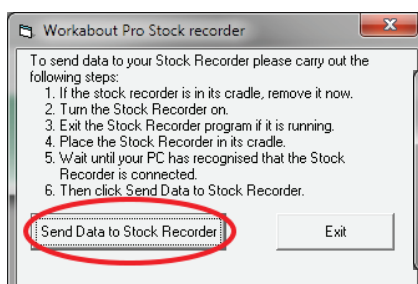 Workabout Pro Stock recorder
To send data to your Stock Recorder please carry out the
following steps:
1. If the stock recorder is in its cradle, remove it now.
2. Turn the Stock Recorder on.
3. Exit the Stock Recorder program if it is running.
4. Place the Stock Recorder in its cradle.
5. Wait until your PC has recognised that the Stock
Recorder is connected.
6. Then click Send Data to Stock Recorder.
Send Data to Stock Recorder Exit